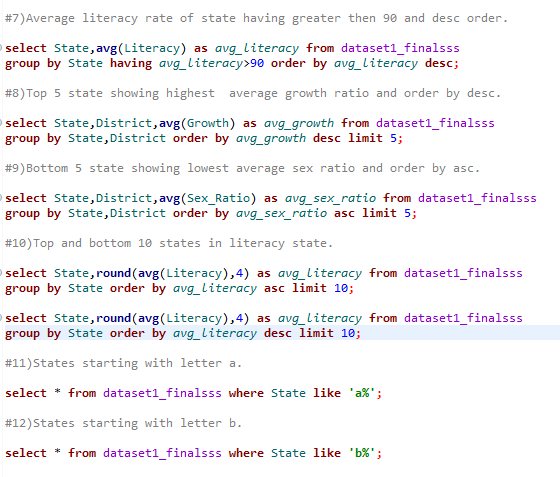 #7)Average literacy rate of state having greater then 90 and desc order.
select State,avg(Literacy) as avg_literacy from dataset1_finalsss
group by State having avg_literacy>90 order by avg_literacy desc;
#8)Top 5 state showing highest  average growth ratio and order by desc.
select State,District,avg(Growth) as avg_growth from dataset1_finalsss
group by State,District order by avg_growth desc limit 5;
#9)Bottom 5 state showing lowest average sex ratio and order by asc.
select State,District,avg(Sex_Ratio) as avg_sex_ratio from dataset1_finalsss
group by State,District order by avg_sex_ratio asc limit 5;
#10)Top and bottom 10 states in literacy state.
select State,round(avg(Literacy),4) as avg_literacy from dataset1_finalsss
group by State order by avg_literacy asc limit 10;
select State,round(avg(Literacy),4) as avg_literacy from dataset1_finalsss
group by State order by avg_literacy desc limit 10;
#11)States starting with letter a.
select * from dataset1_finalsss where State like 'a%';
#12)States starting with letter b.
select * from dataset1_finalsss where State like 'b%';